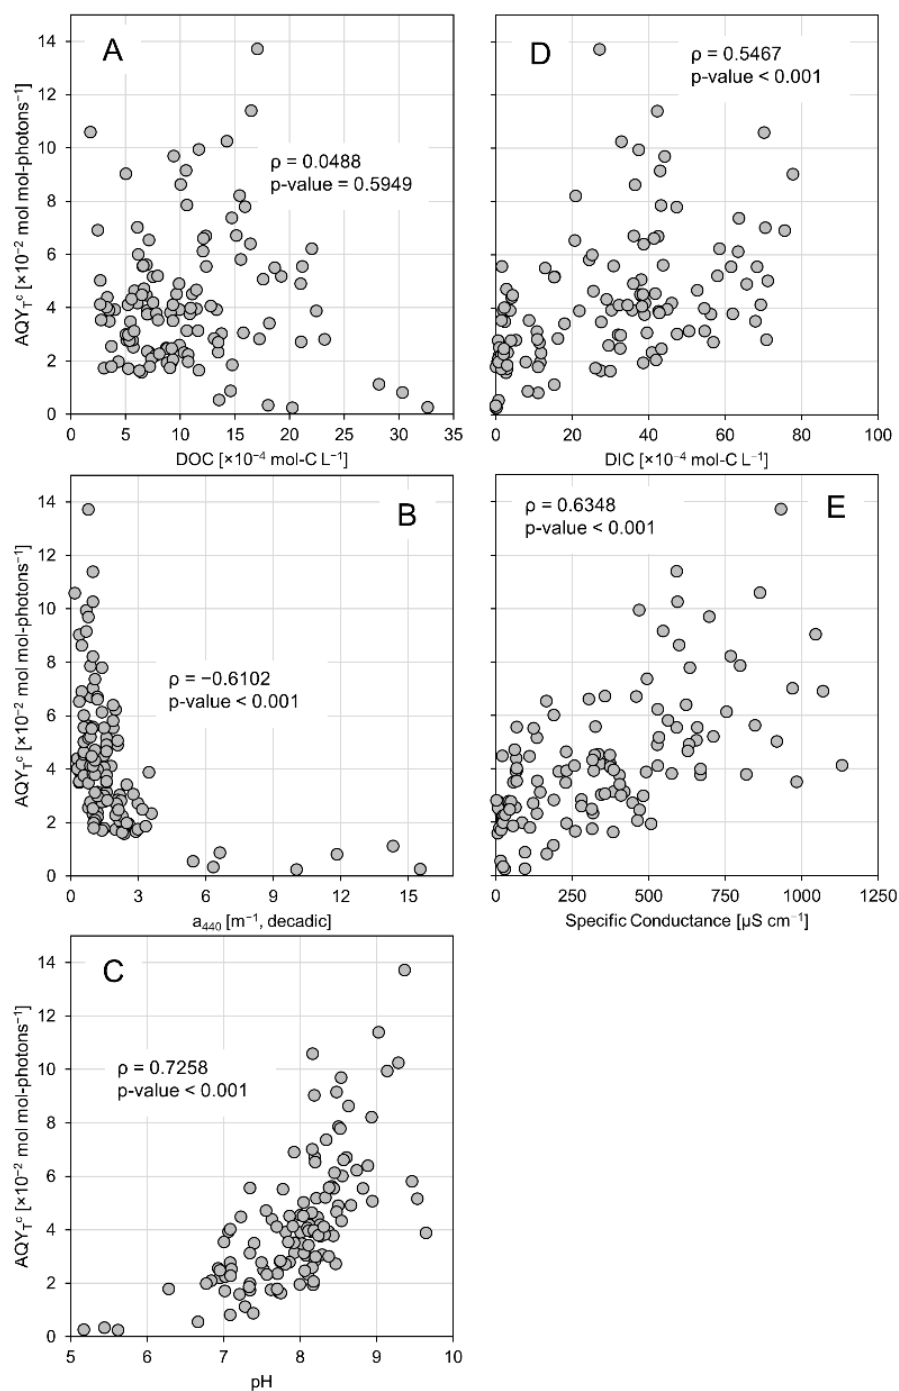 A
ρ = 0.0488
p-value = 0.5949
AQY_T^c [×10⁻² mol mol-photons⁻¹]
14
12
10
8
6
4
2
0
0 5 10 15 20 25 30 35
DOC [×10⁻⁴ mol-C L⁻¹]
D
ρ = 0.5467
p-value < 0.001
0 20 40 60 80 100
DIC [×10⁻⁴ mol-C L⁻¹]
B
ρ = −0.6102
p-value < 0.001
AQY_T^c [×10⁻² mol mol-photons⁻¹]
14
12
10
8
6
4
2
0
0 3 6 9 12 15
a₄₄₀ [m⁻¹, decadic]
E
ρ = 0.6348
p-value < 0.001
0 250 500 750 1000 1250
Specific Conductance [µS cm⁻¹]
C
ρ = 0.7258
p-value < 0.001
AQY_T^c [×10⁻² mol mol-photons⁻¹]
14
12
10
8
6
4
2
0
5 6 7 8 9 10
pH